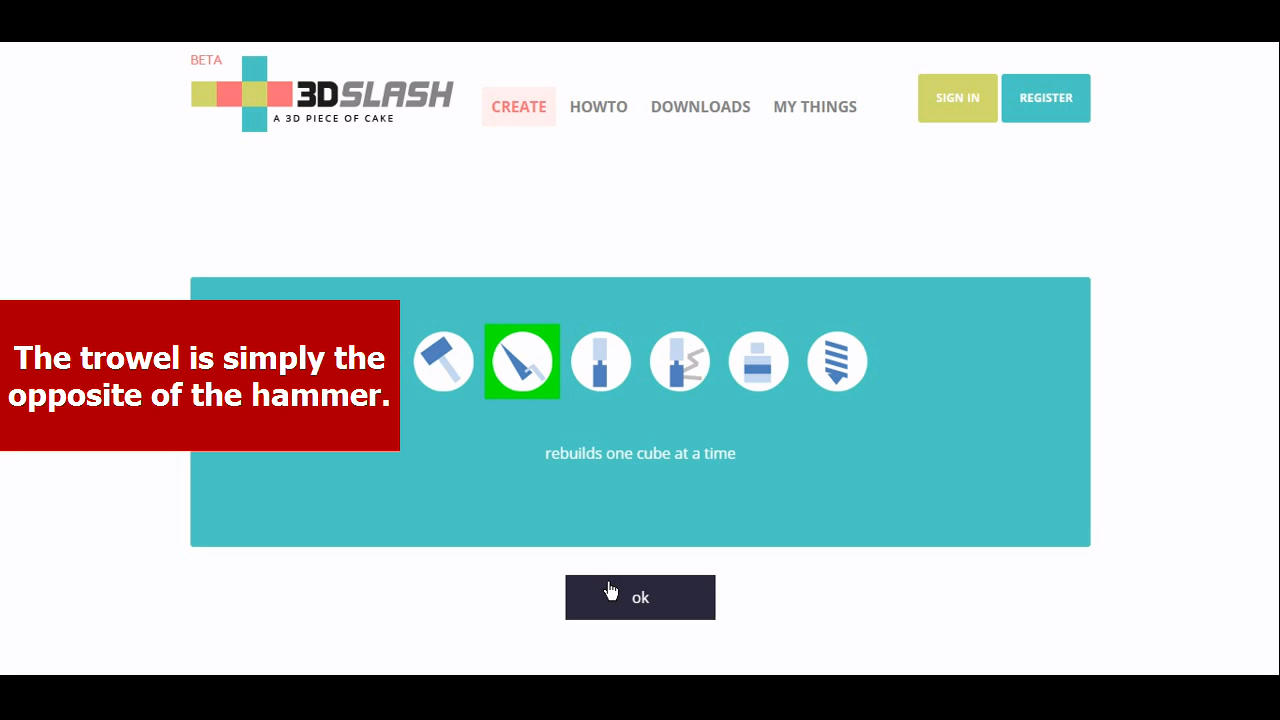 BETA
3DSLASH
A 3D PIECE OF CAKE
CREATE HOWTO DOWNLOADS MY THINGS
SIGN IN REGISTER
The trowel is simply the
opposite of the hammer.
rebuilds one cube at a time
ok